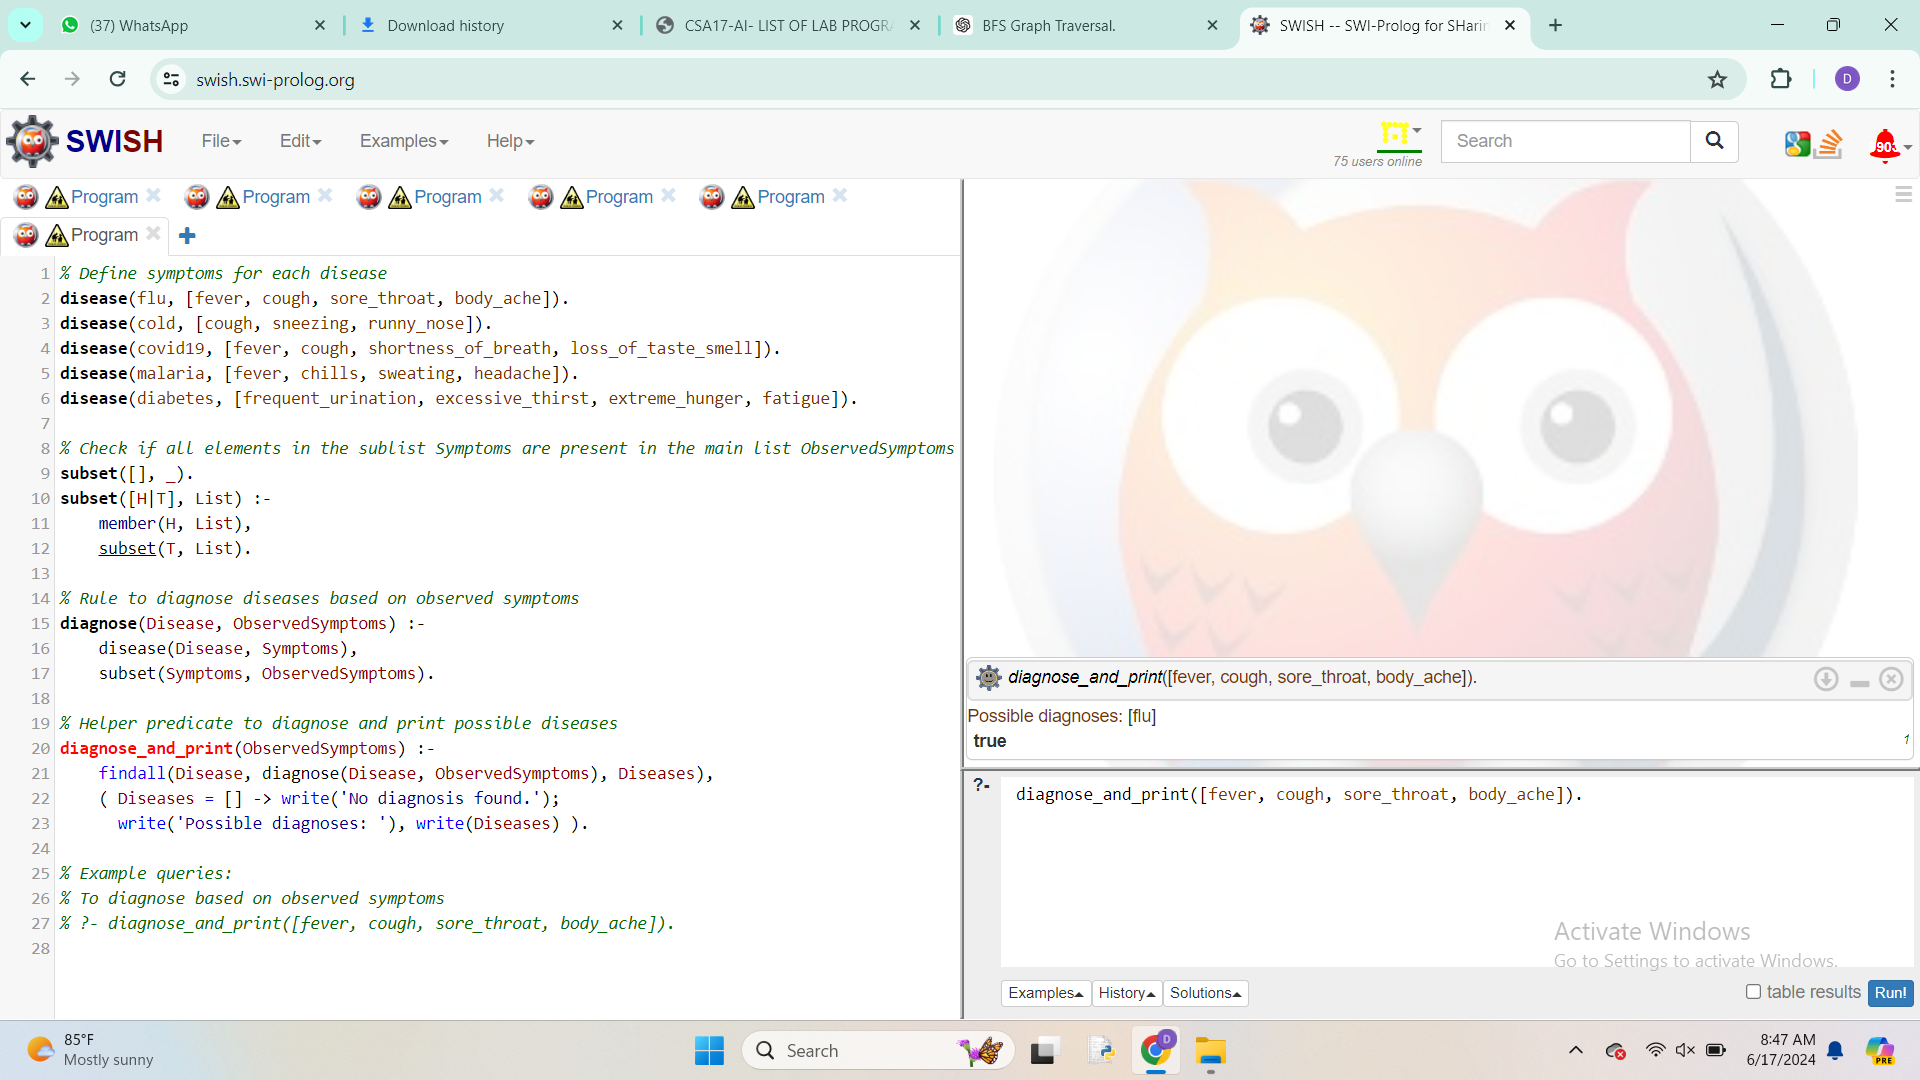 (37) WhatsApp
Download history
CSA17-AI- LIST OF LAB PROGRA
BFS Graph Traversal.
SWISH -- SWI-Prolog for SHarin
swish.swi-prolog.org
D
SWISH
File
Edit
Examples
Help
75 users online
Search
903
Program
Program
Program
Program
Program
Program
1 % Define symptoms for each disease
2 disease(flu, [fever, cough, sore_throat, body_ache]).
3 disease(cold, [cough, sneezing, runny_nose]).
4 disease(covid19, [fever, cough, shortness_of_breath, loss_of_taste_smell]).
5 disease(malaria, [fever, chills, sweating, headache]).
6 disease(diabetes, [frequent_urination, excessive_thirst, extreme_hunger, fatigue]).
7
8 % Check if all elements in the sublist Symptoms are present in the main list ObservedSymptoms
9 subset([], _).
10 subset([H|T], List) :-
11 member(H, List),
12 subset(T, List).
13
14 % Rule to diagnose diseases based on observed symptoms
15 diagnose(Disease, ObservedSymptoms) :-
16 disease(Disease, Symptoms),
17 subset(Symptoms, ObservedSymptoms).
18
19 % Helper predicate to diagnose and print possible diseases
20 diagnose_and_print(ObservedSymptoms) :-
21 findall(Disease, diagnose(Disease, ObservedSymptoms), Diseases),
22 ( Diseases = [] -> write('No diagnosis found.');
23 write('Possible diagnoses: '), write(Diseases) ).
24
25 % Example queries:
26 % To diagnose based on observed symptoms
27 % ?- diagnose_and_print([fever, cough, sore_throat, body_ache]).
28
diagnose_and_print([fever, cough, sore_throat, body_ache]).
Possible diagnoses: [flu]
true
1
?- diagnose_and_print([fever, cough, sore_throat, body_ache]).
Activate Windows
Go to Settings to activate Windows.
Examples
History
Solutions
table results
Run!
85°F
Mostly sunny
Search
D
8:47 AM
6/17/2024
PRE